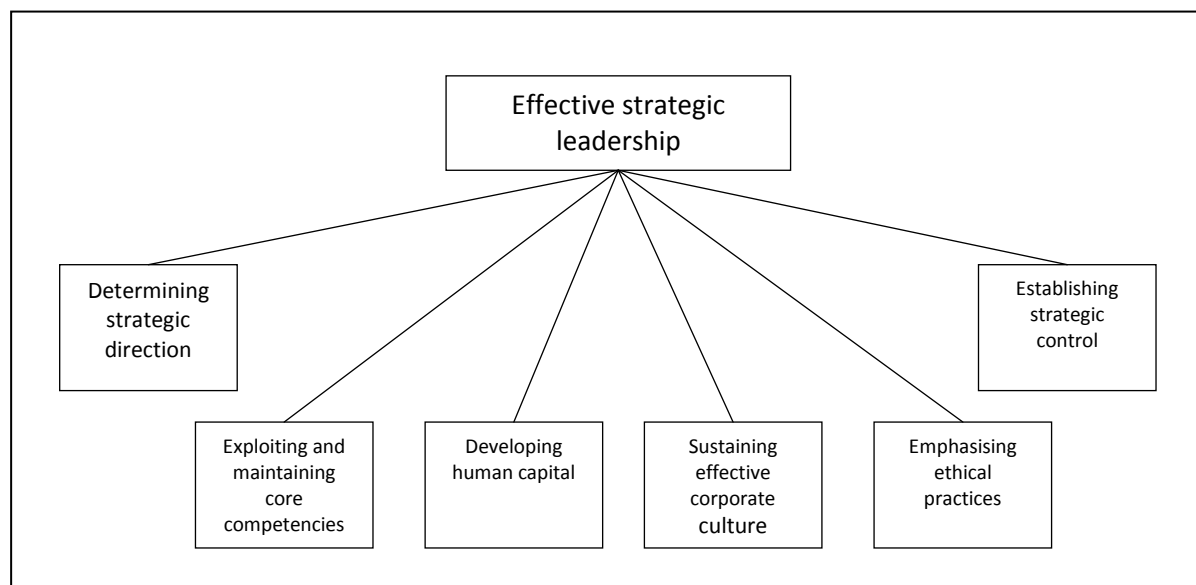 Effective strategic
leadership
Determining
strategic
direction
Establishing
strategic
control
Exploiting and
maintaining
core
competencies
Developing
human capital
Sustaining
effective
corporate
culture
Emphasising
ethical
practices